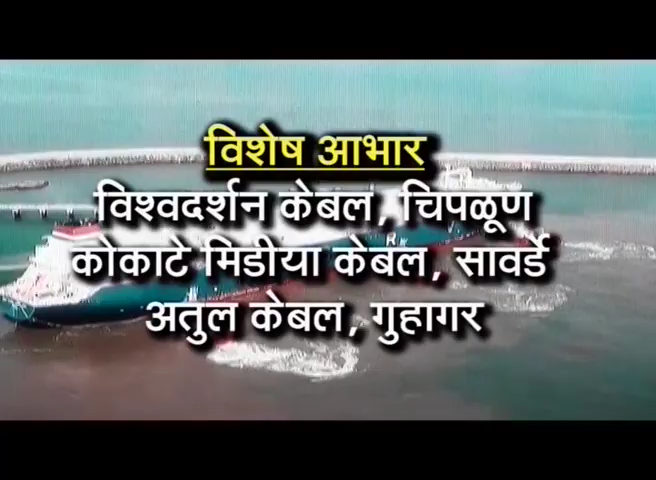 विशेष आभार
विश्वदर्शन केबल, चिपळूण
कोकाटे मिडीया केबल, सावर्डे
अतुल केबल, गुहागर